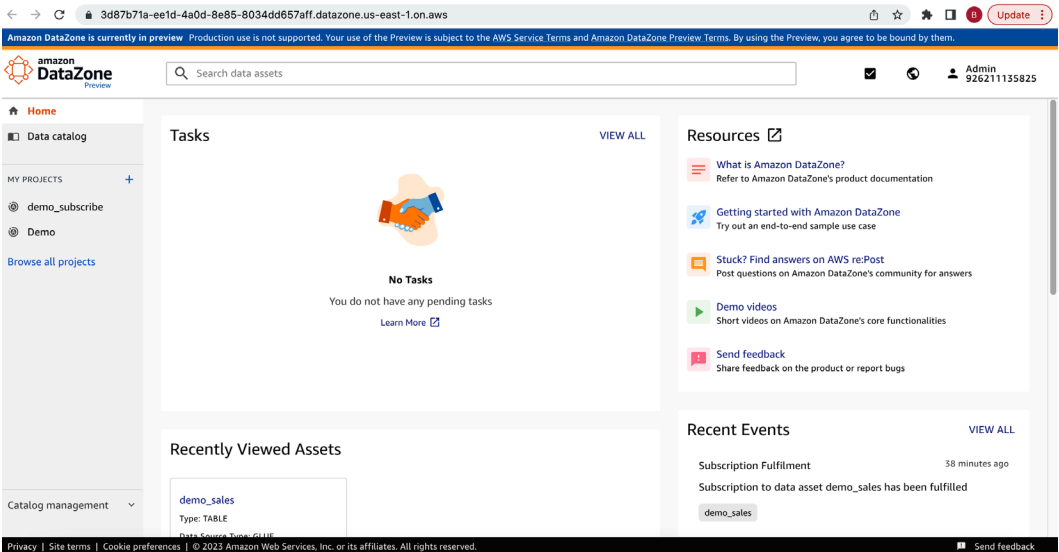 3d87b71a-ee1d-4a0d-8e85-8034dd657aff.datazone.us-east-1.on.aws
B
Update
Amazon DataZone is currently in preview Production use is not supported. Your use of the Preview is subject to the AWS Service Terms and Amazon DataZone Preview Terms. By using the Preview, you agree to be bound by them.
amazon
DataZone
Preview
Search data assets
Admin
926211135825
Home
Data catalog
MY PROJECTS +
demo_subscribe
Demo
Browse all projects
Catalog management
Tasks
VIEW ALL
No Tasks
You do not have any pending tasks
Learn More
Recently Viewed Assets
demo_sales
Type: TABLE
Data Source Type: GLUE
Resources
What is Amazon DataZone?
Refer to Amazon DataZone's product documentation
Getting started with Amazon DataZone
Try out an end-to-end sample use case
Stuck? Find answers on AWS re:Post
Post questions on Amazon DataZone's community for answers
Demo videos
Short videos on Amazon DataZone's core functionalities
Send feedback
Share feedback on the product or report bugs
Recent Events
VIEW ALL
Subscription Fulfilment
38 minutes ago
Subscription to data asset demo_sales has been fulfilled
demo_sales
Privacy | Site terms | Cookie preferences | © 2023 Amazon Web Services, Inc. or its affiliates. All rights reserved.
Send feedback